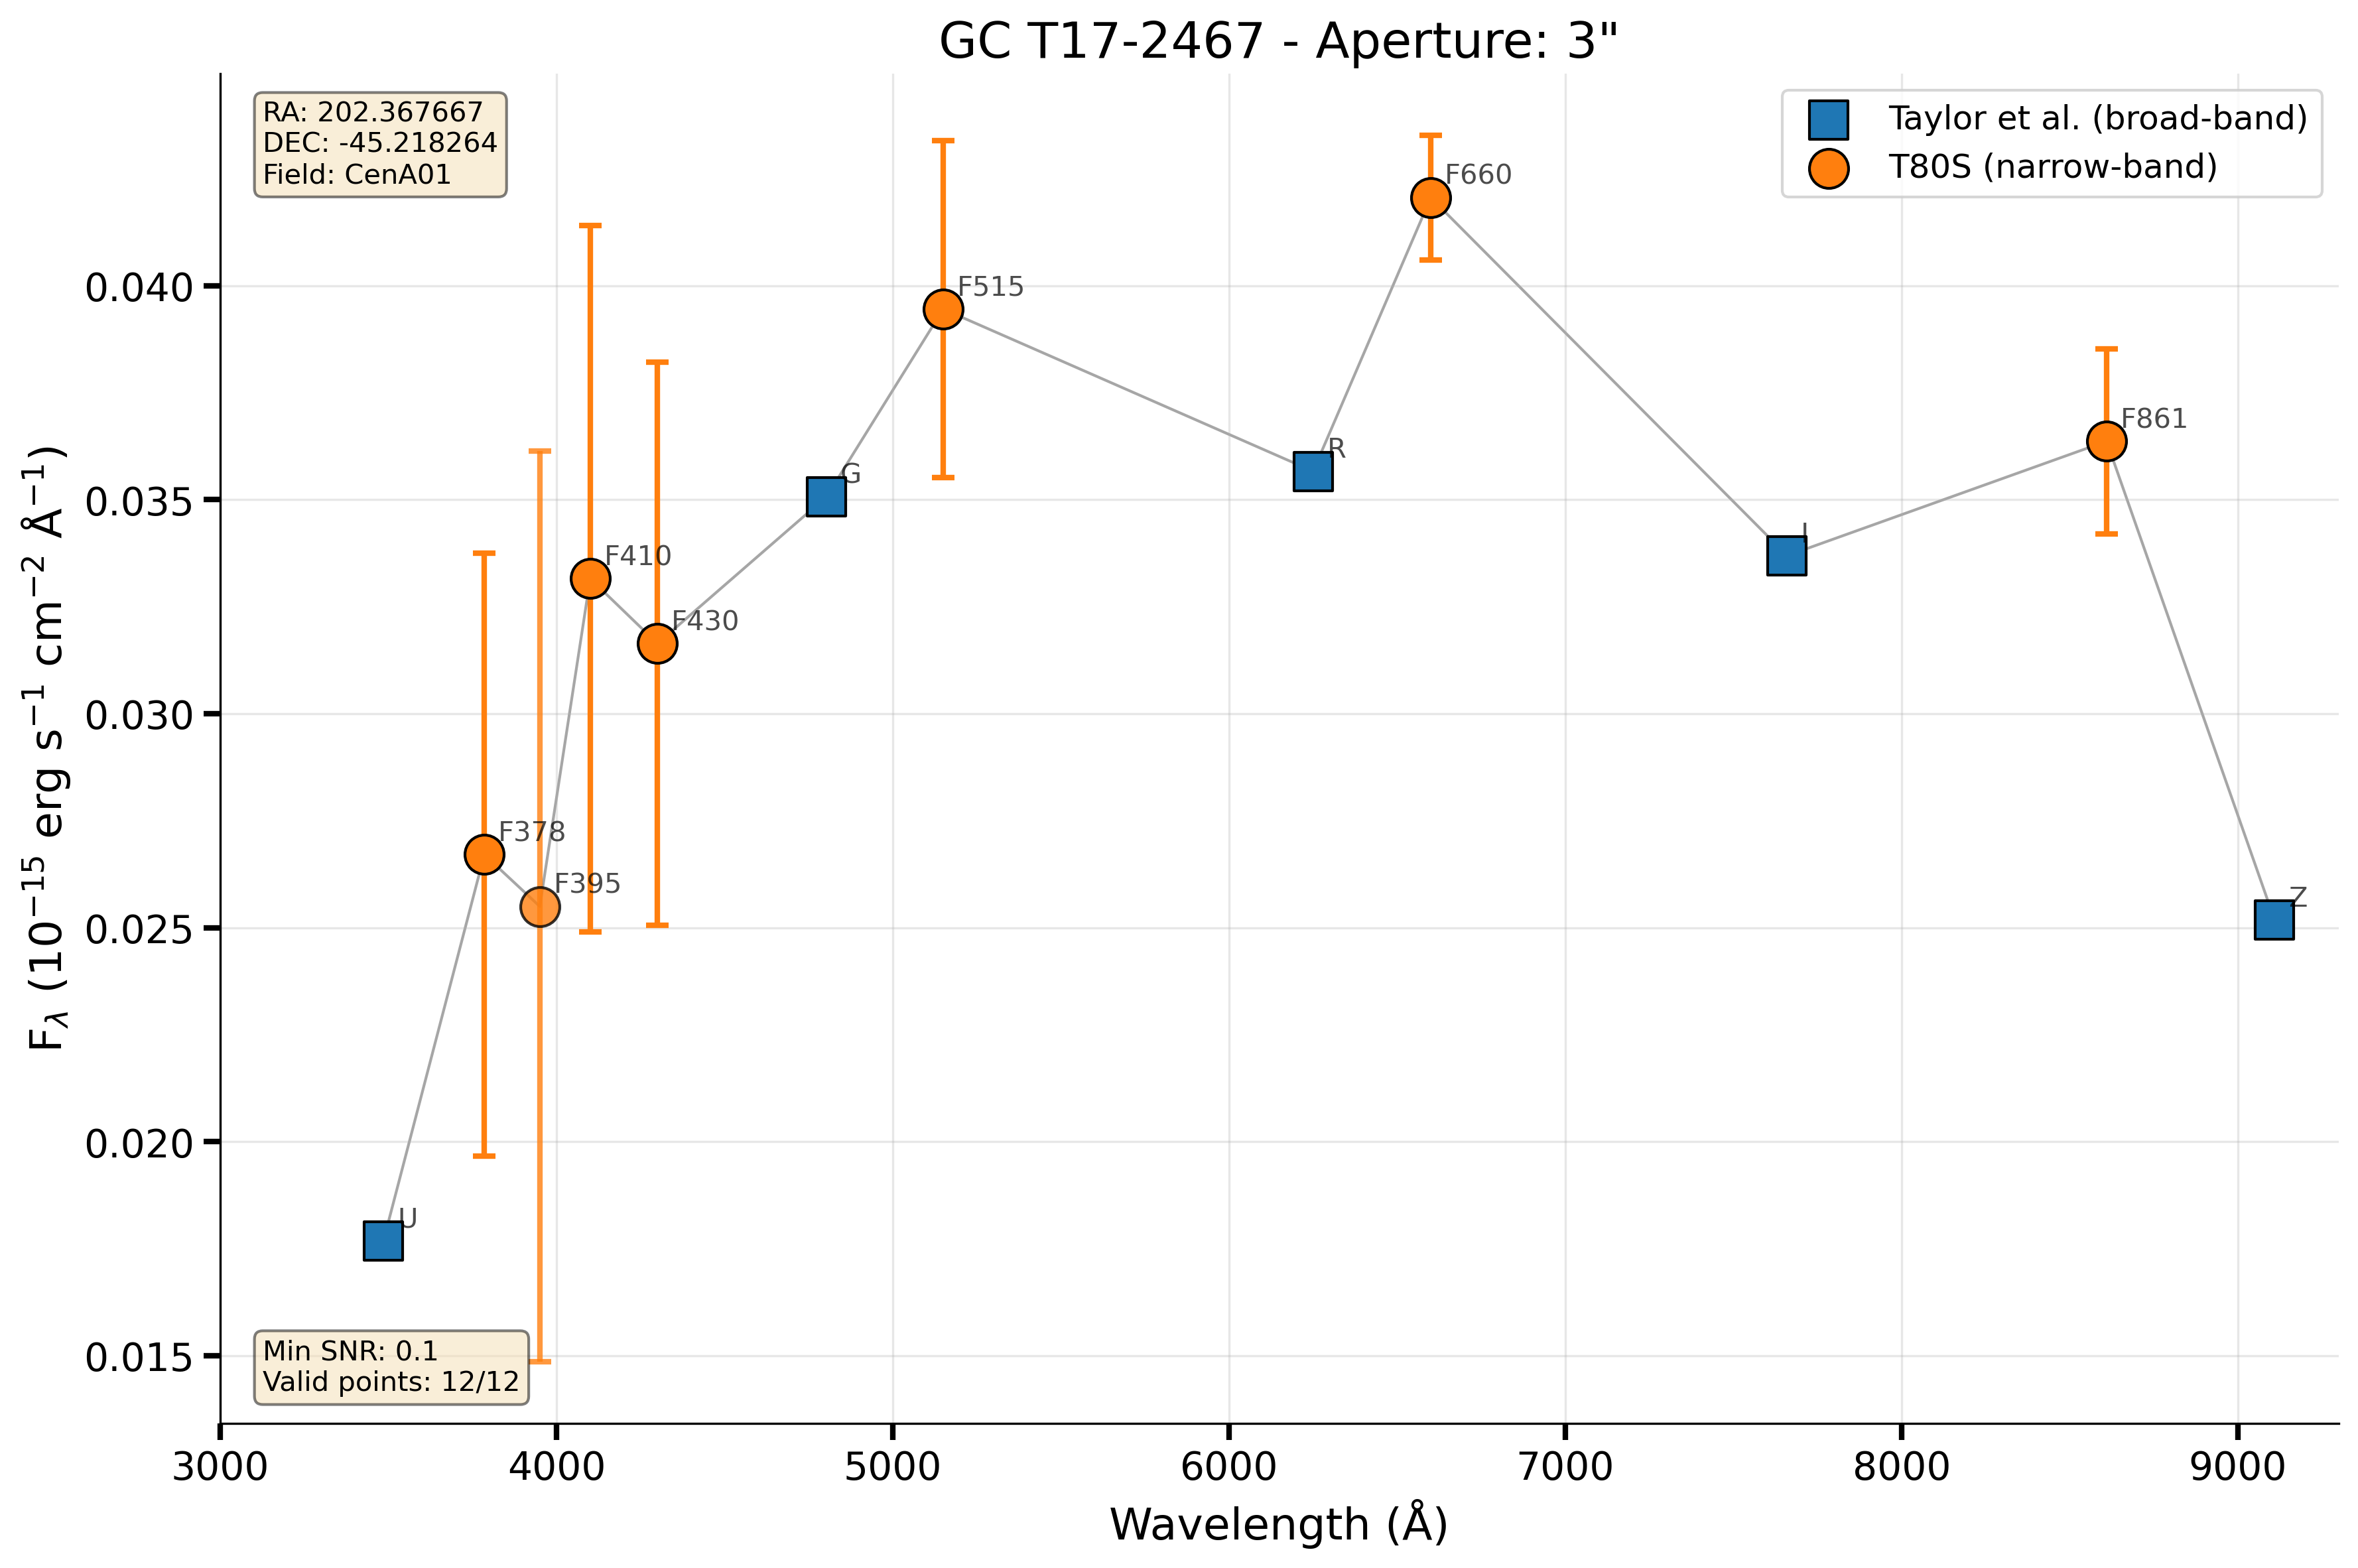 GC T17-2467 - Aperture: 3"
RA: 202.367667
DEC: -45.218264
Field: CenA01
Taylor et al. (broad-band)
T80S (narrow-band)
F660
F515
F861
R
G
I
F410
F430
F378
F395
Z
U
Min SNR: 0.1
Valid points: 12/12
0.040
0.035
0.030
0.025
0.020
0.015
F_λ (10⁻¹⁵ erg s⁻¹ cm⁻² Å⁻¹)
3000 4000 5000 6000 7000 8000 9000
Wavelength (Å)